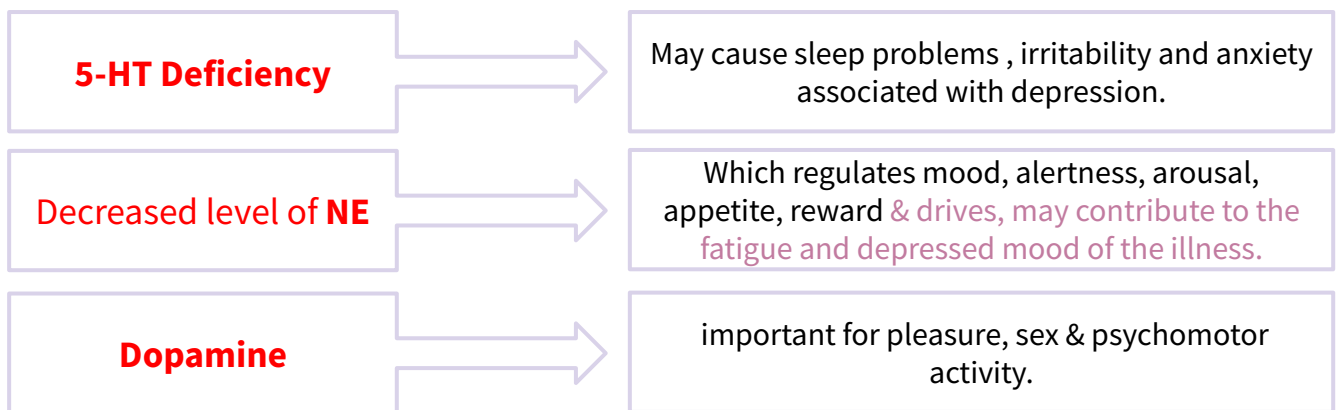 5-HT Deficiency
May cause sleep problems , irritability and anxiety
associated with depression.
Decreased level of NE
Which regulates mood, alertness, arousal,
appetite, reward & drives, may contribute to the
fatigue and depressed mood of the illness.
Dopamine
important for pleasure, sex & psychomotor
activity.